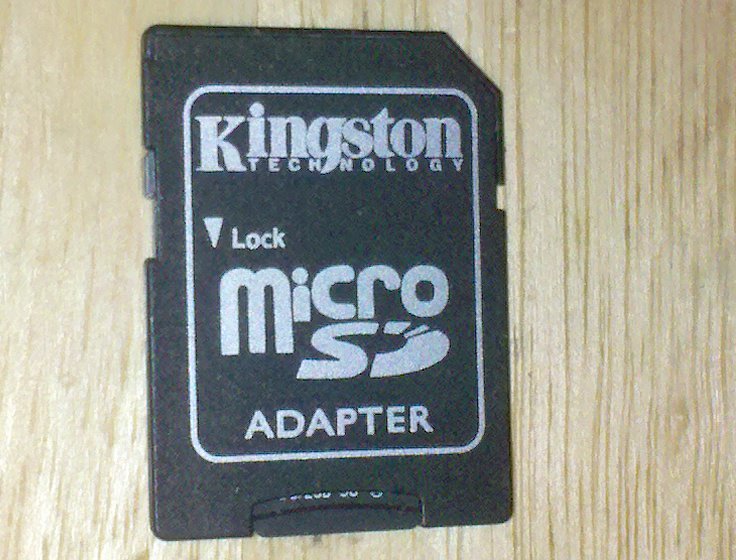 Kingston
TECHNOLOGY
Lock
micro
SD
ADAPTER